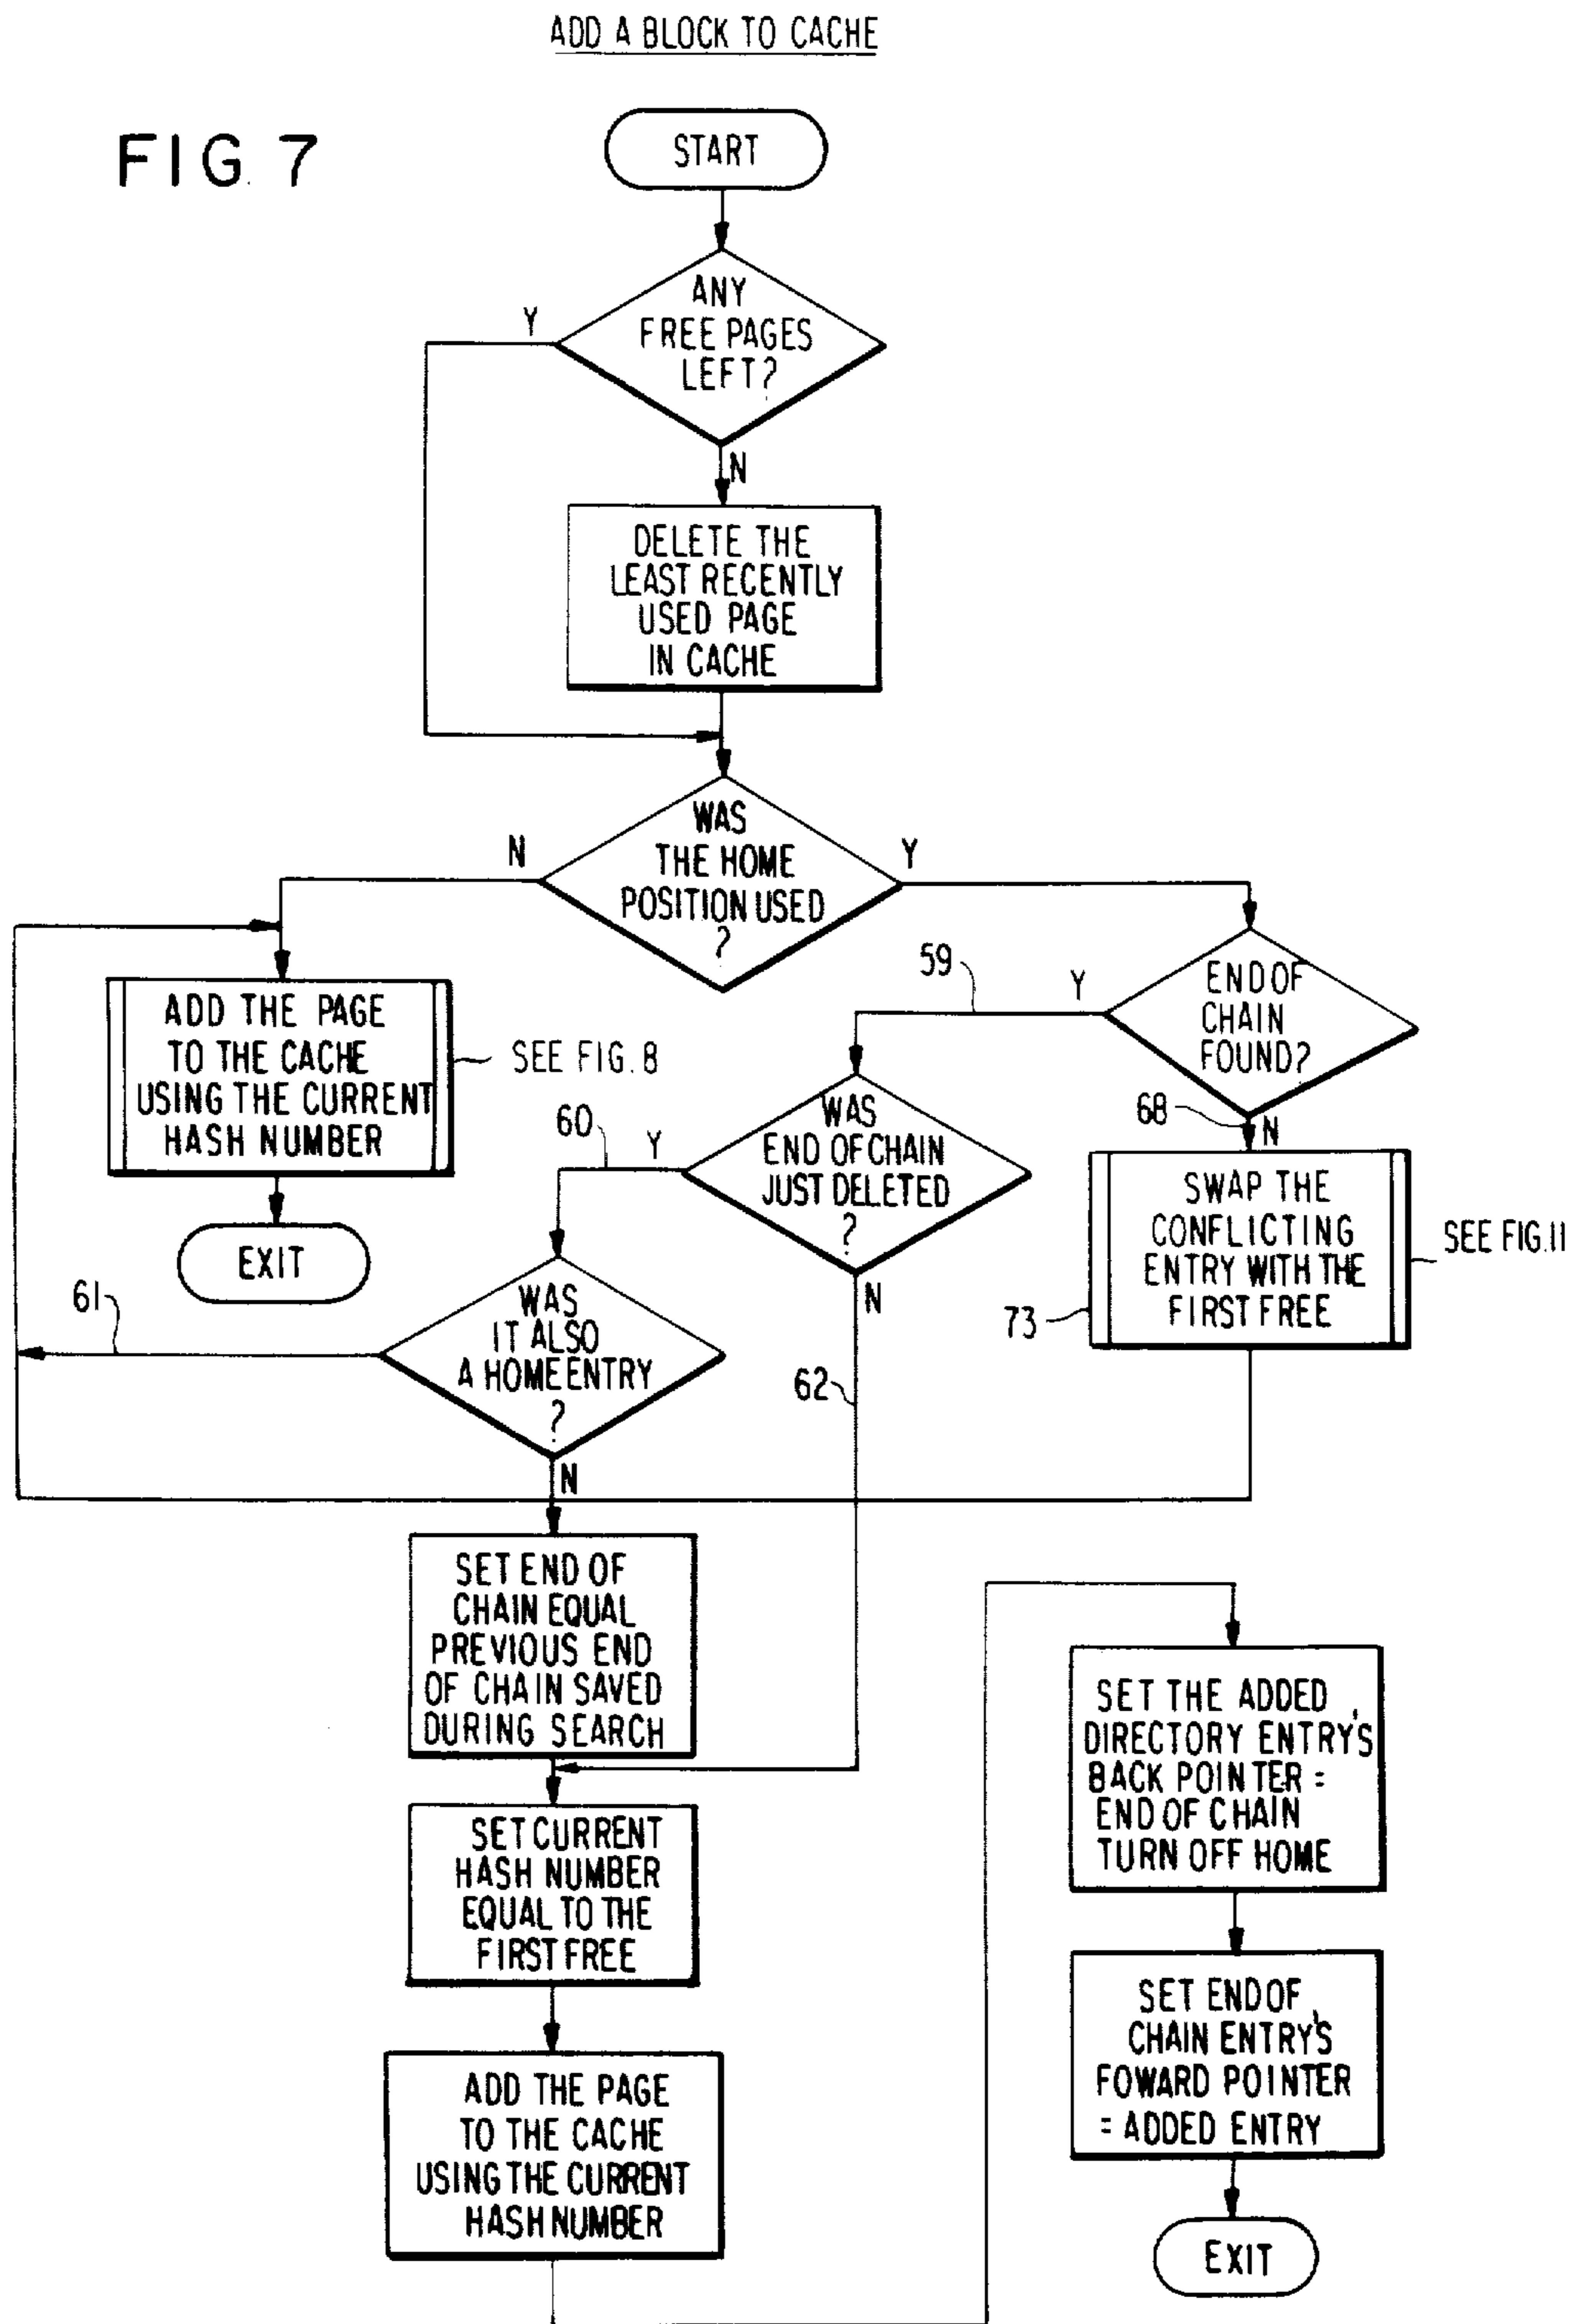 ADD A BLOCK TO CACHE
FIG. 7
START
ANY
FREE PAGES
LEFT?
Y
N
DELETE THE
LEAST RECENTLY
USED PAGE
IN CACHE
WAS
THE HOME
POSITION USED
?
N
Y
ADD THE PAGE
TO THE CACHE
USING THE CURRENT
HASH NUMBER
SEE FIG. 8
EXIT
END OF
CHAIN
FOUND?
59
Y
68
N
WAS
END OF CHAIN
JUST DELETED
?
60
Y
N
62
SWAP THE
CONFLICTING
ENTRY WITH THE
FIRST FREE
SEE FIG. 11
73
WAS
IT ALSO
A HOME ENTRY
?
61
N
SET END OF
CHAIN EQUAL
PREVIOUS END
OF CHAIN SAVED
DURING SEARCH
SET CURRENT
HASH NUMBER
EQUAL TO THE
FIRST FREE
ADD THE PAGE
TO THE CACHE
USING THE CURRENT
HASH NUMBER
SET THE ADDED
DIRECTORY ENTRY'S
BACK POINTER =
END OF CHAIN
TURN OFF HOME
SET END OF
CHAIN ENTRY'S
FOWARD POINTER
= ADDED ENTRY
EXIT